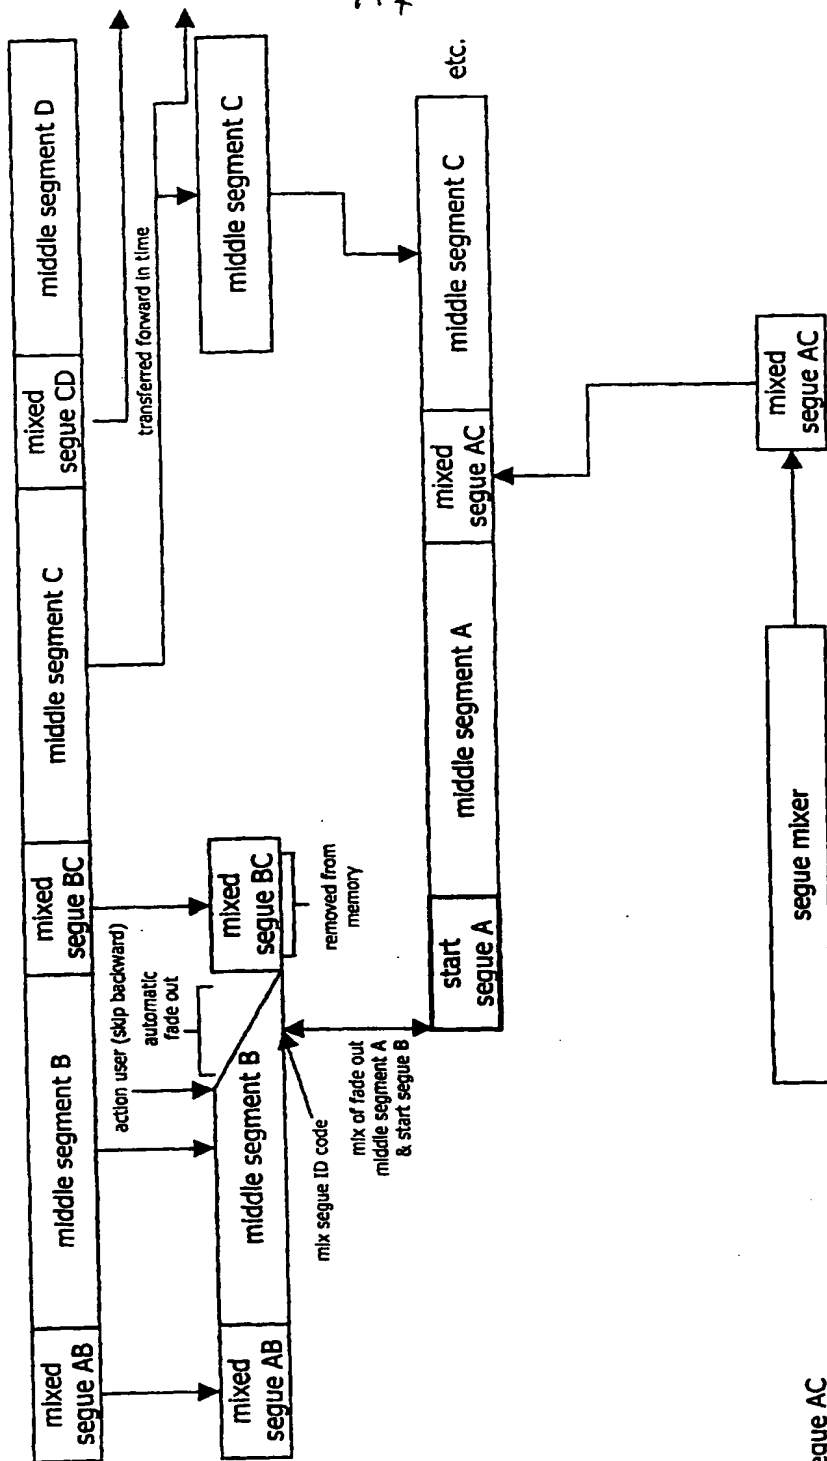 mixed
segue AB
middle segment B
mixed
segue BC
middle segment C
mixed
segue CD
middle segment D
action user (skip backward)
automatic
fade out
transferred forward in time
mixed
segue AB
middle segment B
mixed
segue BC
middle segment C
removed from
memory
mix segue ID code
mix of fade out
middle segment A
& start segue B
start
segue A
middle segment A
mixed
segue AC
middle segment C
etc.
segue mixer
mixed
segue AC
segue AC